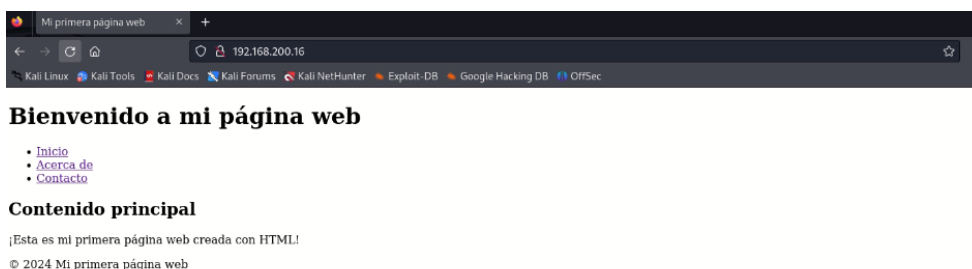 Mi primera página web
192.168.200.16
Kali Linux Kali Tools Kali Docs Kali Forums Kali NetHunter Exploit-DB Google Hacking DB OffSec
Bienvenido a mi página web
Inicio
Acerca de
Contacto
Contenido principal
¡Esta es mi primera página web creada con HTML!
© 2024 Mi primera página web